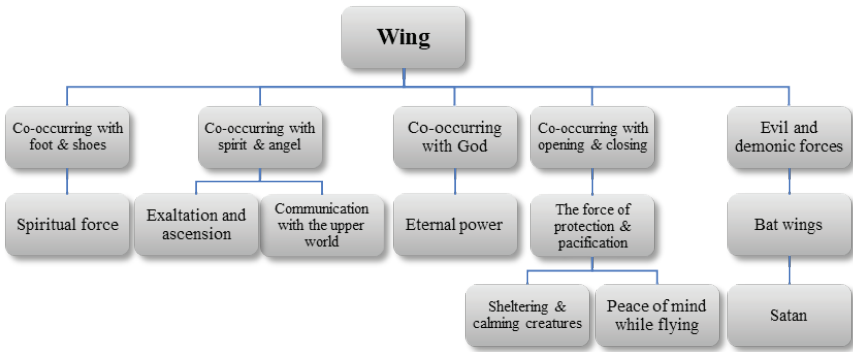 Wing
Co-occurring with
foot & shoes
Co-occurring with
spirit & angel
Co-occurring
with God
Co-occurring with
opening & closing
Evil and
demonic forces
Spiritual force
Exaltation and
ascension
Communication
with the upper
world
Eternal power
The force of
protection &
pacification
Bat wings
Sheltering &
calming creatures
Peace of mind
while flying
Satan